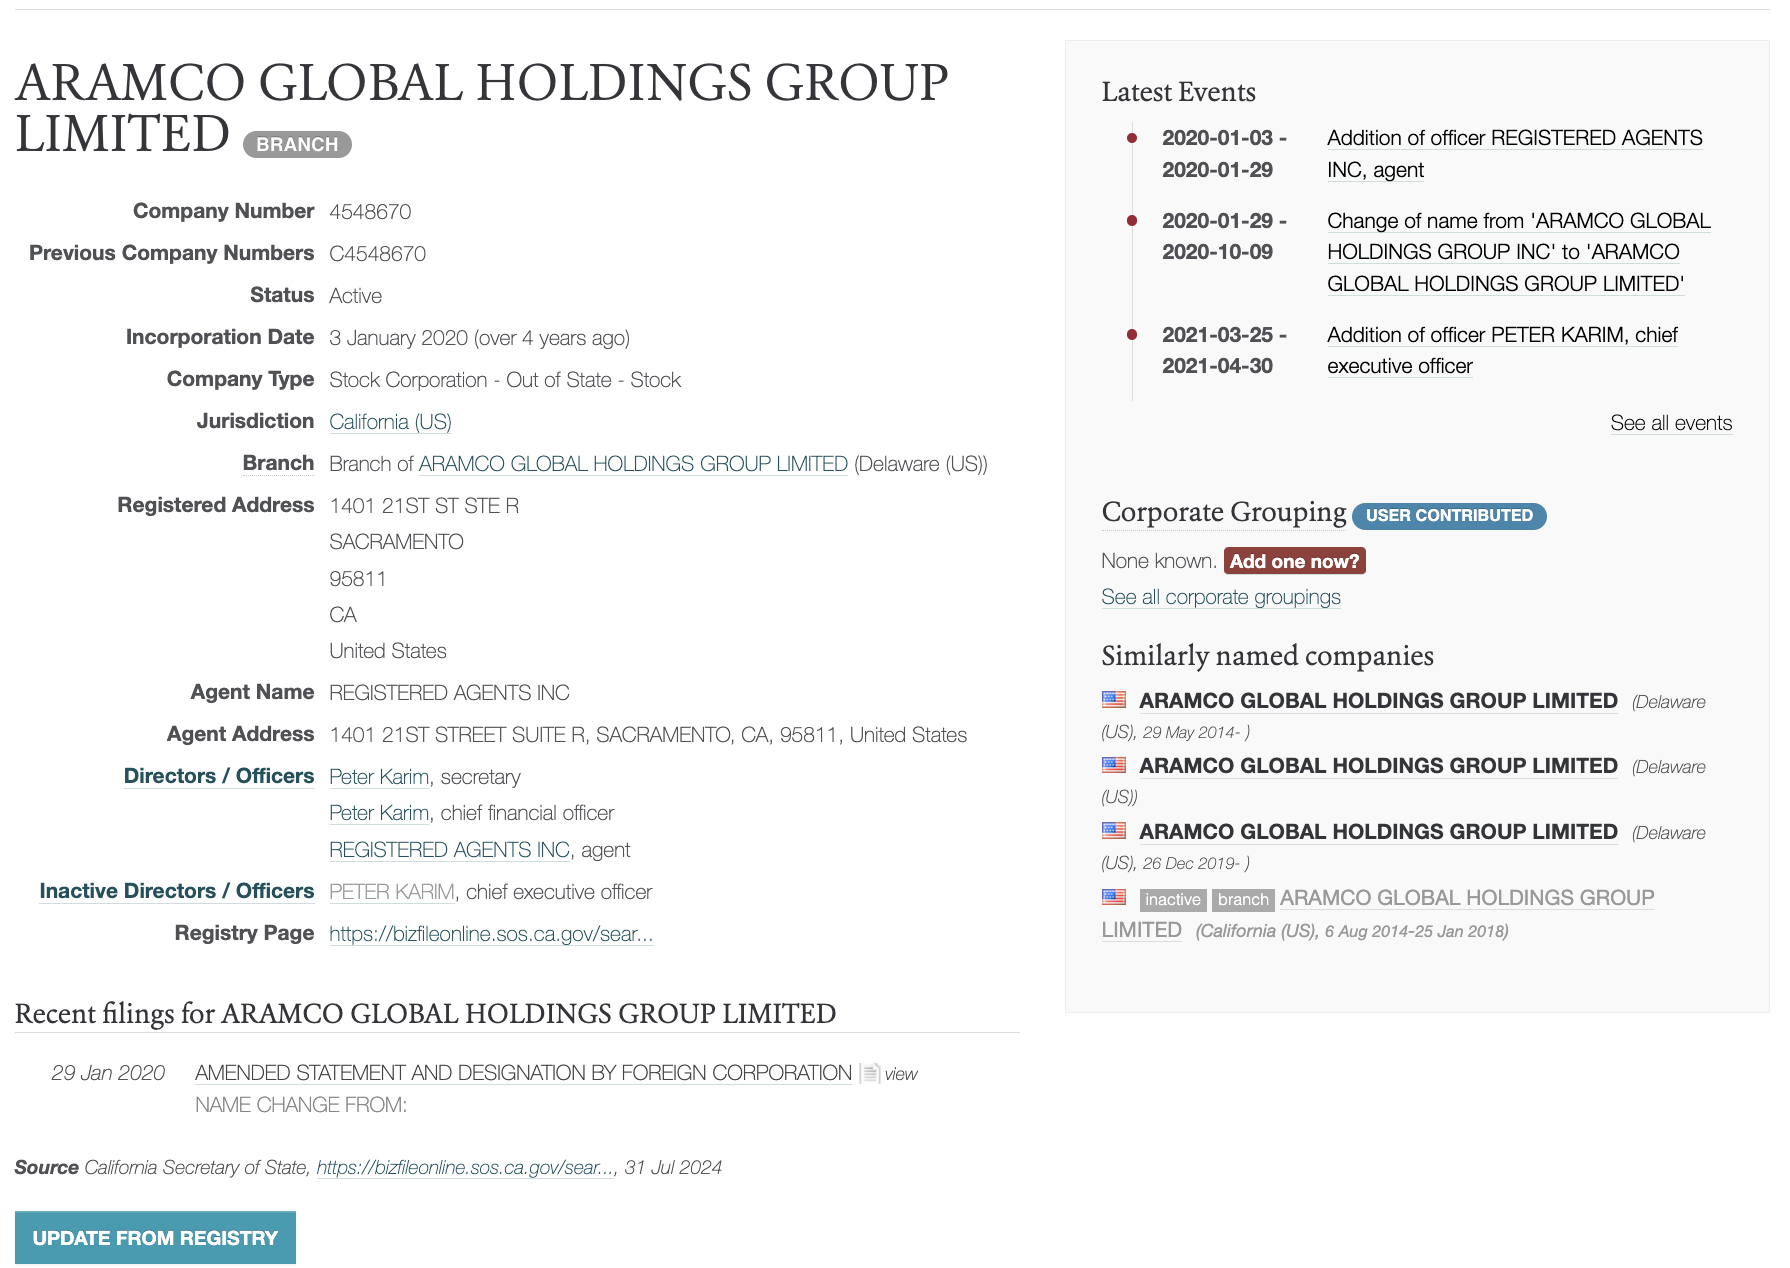 ARAMCO GLOBAL HOLDINGS GROUP
LIMITED BRANCH
Company Number 4548670
Previous Company Numbers C4548670
Status Active
Incorporation Date 3 January 2020 (over 4 years ago)
Company Type Stock Corporation - Out of State - Stock
Jurisdiction California (US)
Branch Branch of ARAMCO GLOBAL HOLDINGS GROUP LIMITED (Delaware (US))
Registered Address 1401 21ST ST STE R
SACRAMENTO
95811
CA
United States
Agent Name REGISTERED AGENTS INC
Agent Address 1401 21ST STREET SUITE R, SACRAMENTO, CA, 95811, United States
Directors / Officers Peter Karim, secretary
Peter Karim, chief financial officer
REGISTERED AGENTS INC, agent
Inactive Directors / Officers PETER KARIM, chief executive officer
Registry Page https://bizfileonline.sos.ca.gov/sear...
Recent filings for ARAMCO GLOBAL HOLDINGS GROUP LIMITED
29 Jan 2020 AMENDED STATEMENT AND DESIGNATION BY FOREIGN CORPORATION view
NAME CHANGE FROM:
Source California Secretary of State, https://bizfileonline.sos.ca.gov/sear..., 31 Jul 2024
UPDATE FROM REGISTRY
Latest Events
2020-01-03 - Addition of officer REGISTERED AGENTS
2020-01-29 INC, agent
2020-01-29 - Change of name from 'ARAMCO GLOBAL
2020-10-09 HOLDINGS GROUP INC' to 'ARAMCO
GLOBAL HOLDINGS GROUP LIMITED'
2021-03-25 - Addition of officer PETER KARIM, chief
2021-04-30 executive officer
See all events
Corporate Grouping USER CONTRIBUTED
None known. Add one now?
See all corporate groupings
Similarly named companies
ARAMCO GLOBAL HOLDINGS GROUP LIMITED (Delaware
(US), 29 May 2014- )
ARAMCO GLOBAL HOLDINGS GROUP LIMITED (Delaware
(US))
ARAMCO GLOBAL HOLDINGS GROUP LIMITED (Delaware
(US), 26 Dec 2019- )
inactive branch ARAMCO GLOBAL HOLDINGS GROUP
LIMITED (California (US), 6 Aug 2014-25 Jan 2018)